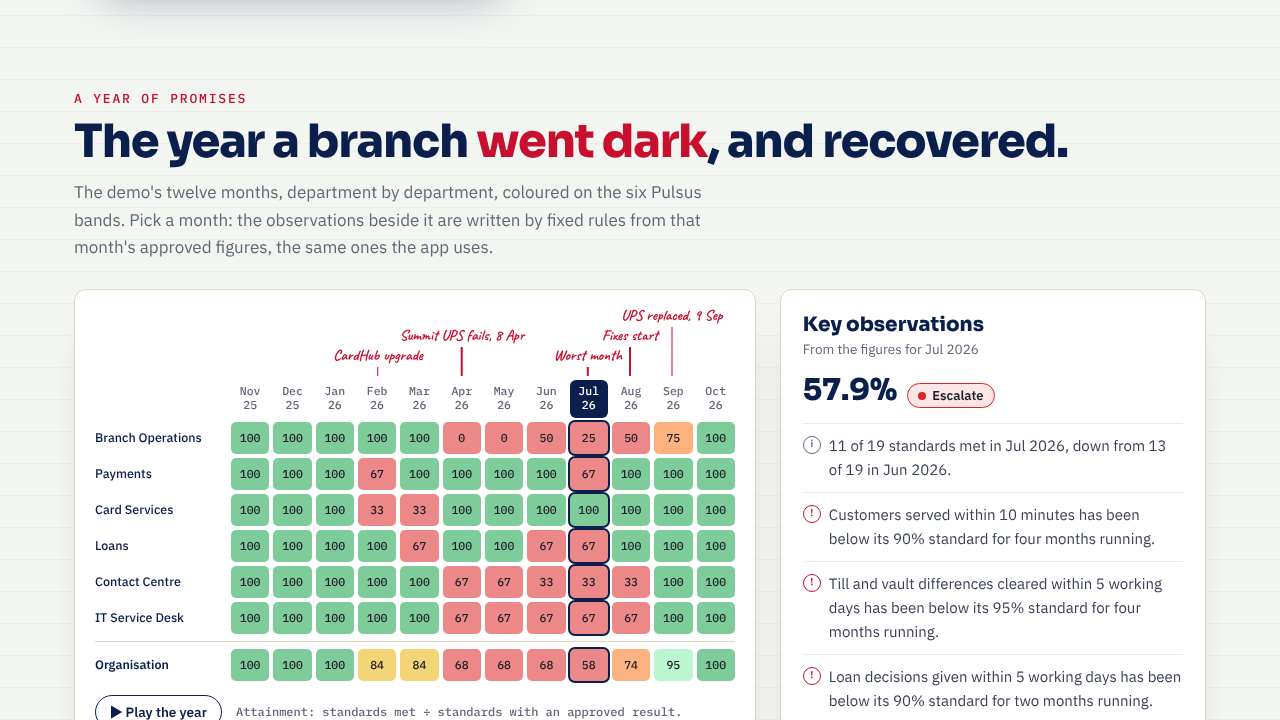 A YEAR OF PROMISES
The year a branch went dark, and recovered.
The demo's twelve months, department by department, coloured on the six Pulsus
bands. Pick a month: the observations beside it are written by fixed rules from that
month's approved figures, the same ones the app uses.
UPS replaced, 9 Sep
Summit UPS fails, 8 Apr Fixes start
CardHub upgrade Worst month
Nov Dec Jan Feb Mar Apr May Jun Jul Aug Sep Oct
25 25 26 26 26 26 26 26 26 26 26 26
Branch Operations 100 100 100 100 100 0 0 50 25 50 75 100
Payments 100 100 100 67 100 100 100 100 67 100 100 100
Card Services 100 100 100 33 33 100 100 100 100 100 100 100
Loans 100 100 100 100 67 100 100 67 67 100 100 100
Contact Centre 100 100 100 100 100 67 67 33 33 33 100 100
IT Service Desk 100 100 100 100 100 67 67 67 67 67 100 100
Organisation 100 100 100 84 84 68 68 68 58 74 95 100
Play the year Attainment: standards met ÷ standards with an approved result.
Key observations
From the figures for Jul 2026
57.9% Escalate
11 of 19 standards met in Jul 2026, down from 13
of 19 in Jun 2026.
Customers served within 10 minutes has been
below its 90% standard for four months running.
Till and vault differences cleared within 5 working
days has been below its 95% standard for four
months running.
Loan decisions given within 5 working days has been
below its 90% standard for two months running.